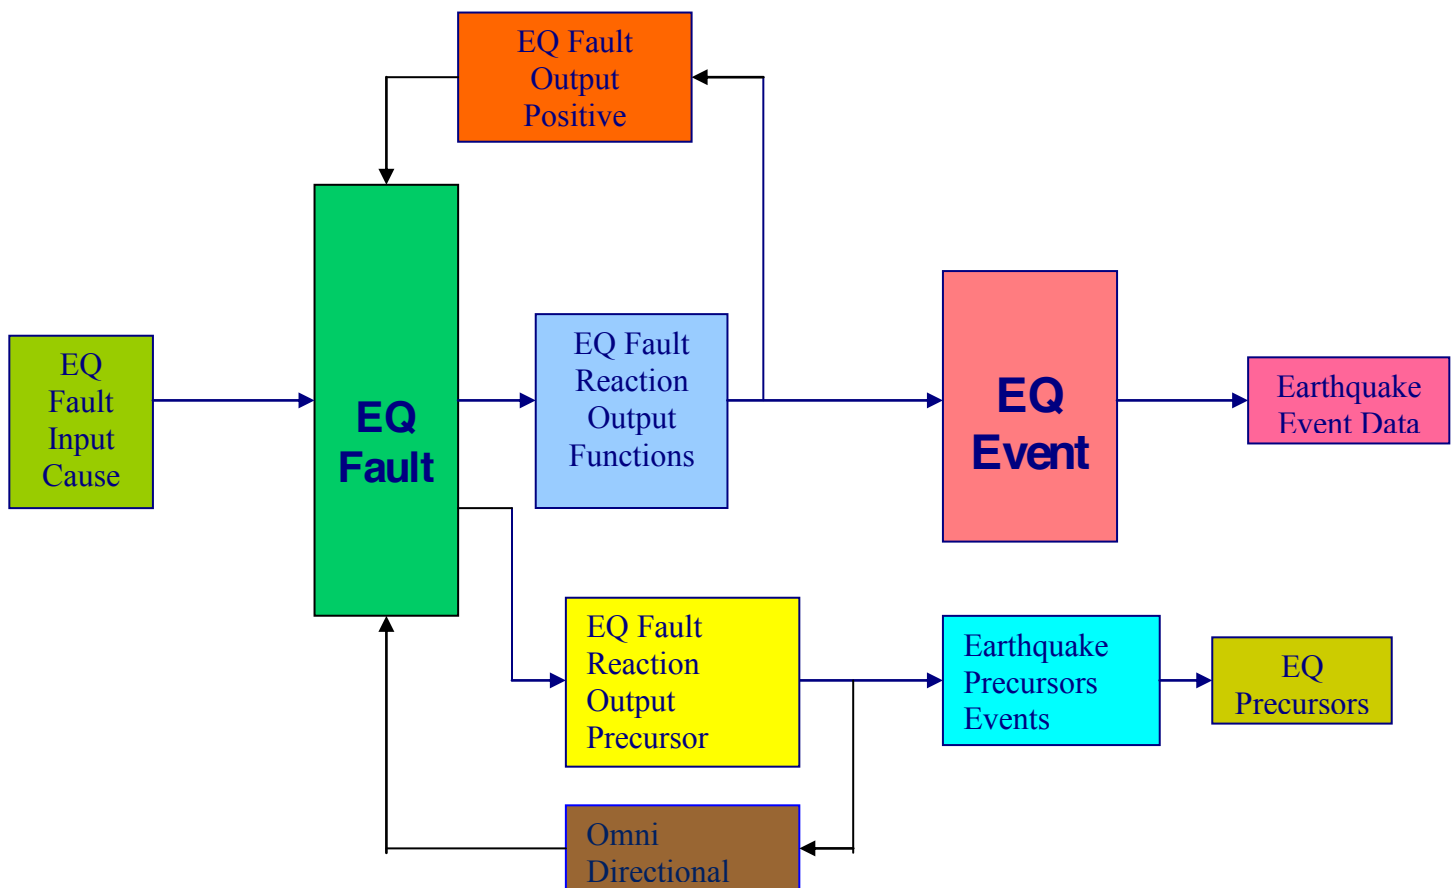 EQ Fault
Output
Positive
EQ
Fault
Input
Cause
EQ
Fault
EQ Fault
Reaction
Output
Functions
EQ
Event
Earthquake
Event Data
EQ Fault
Reaction
Output
Precursor
Earthquake
Precursors
Events
EQ
Precursors
Omni
Directional